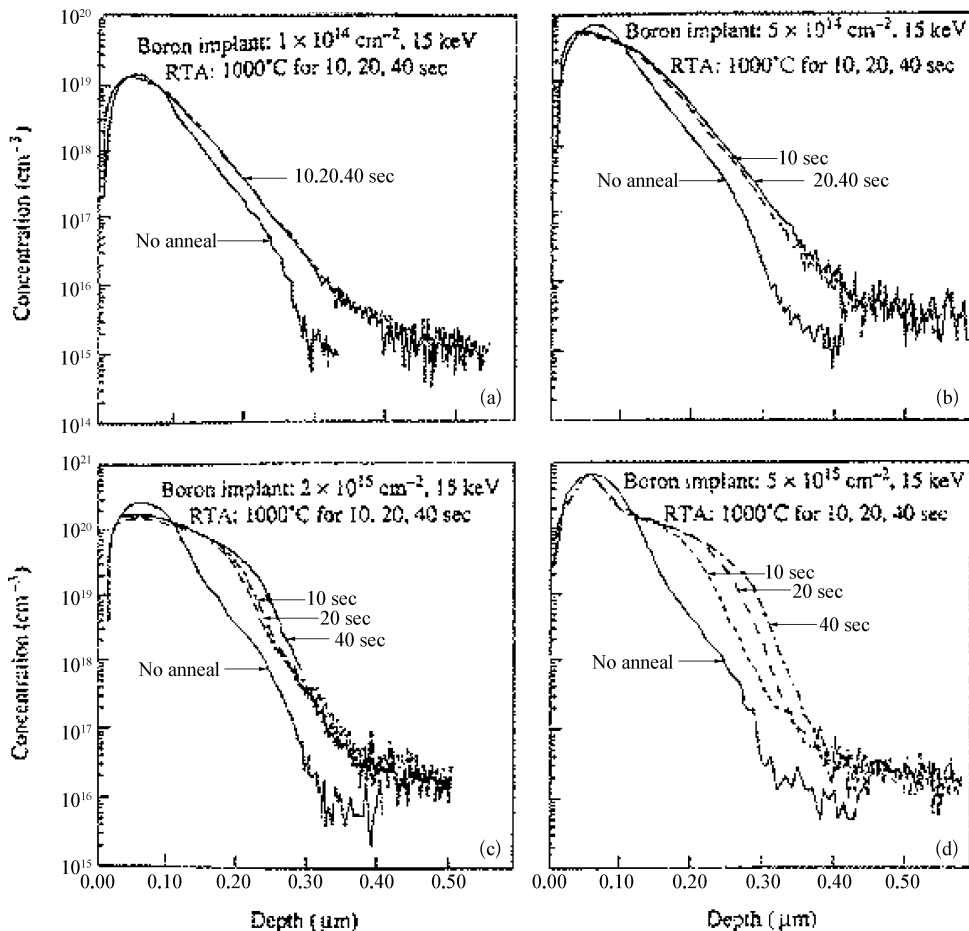 10²⁰
10¹⁹
10¹⁸
10¹⁷
10¹⁶
10¹⁵
10¹⁴
Concentration (cm⁻³)
Boron implant: 1 × 10¹⁴ cm⁻², 15 keV
RTA: 1000°C for 10, 20, 40 sec
10.20.40 sec
No anneal
(a)
Boron implant: 5 × 10¹⁴ cm⁻², 15 keV
RTA: 1000°C for 10, 20, 40 sec
10 sec
20.40 sec
No anneal
(b)
10²¹
10²⁰
10¹⁹
10¹⁸
10¹⁷
10¹⁶
10¹⁵
Concentration (cm⁻³)
Boron implant: 2 × 10¹⁵ cm⁻², 15 keV
RTA: 1000°C for 10. 20, 40 sec
10 sec
20 sec
40 sec
No anneal
(c)
0.00 0.10 0.20 0.30 0.40 0.50
Depth (μm)
Boron implant: 5 × 10¹⁵ cm⁻², 15 keV
RTA: 1000°C for 10, 20, 40 sec
10 sec
20 sec
40 sec
No anneal
(d)
0.00 0.10 0.20 0.30 0.40 0.50
Depth (μm)